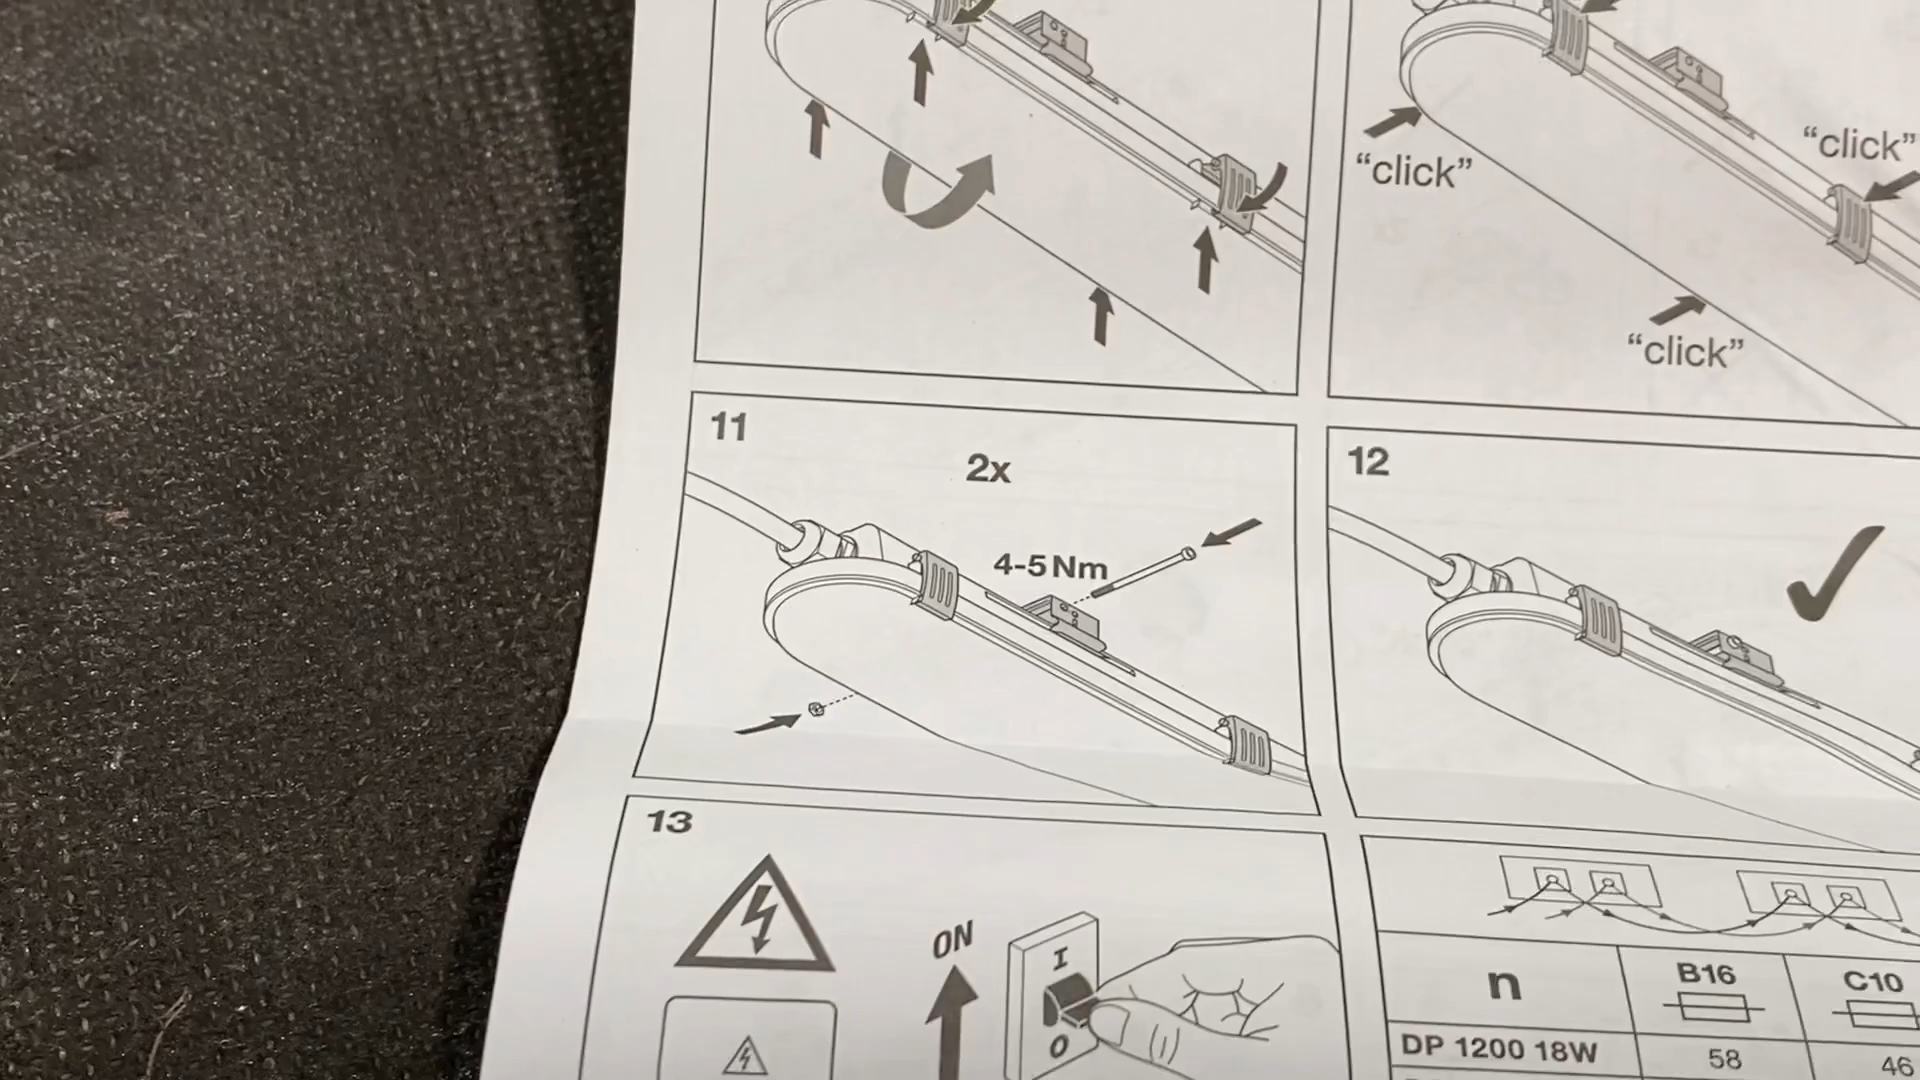 “click”
“click”
“click”
11
2x
4-5 Nm
12
13
ON
I
O
n
B16
C10
DP 1200 18W
58
46